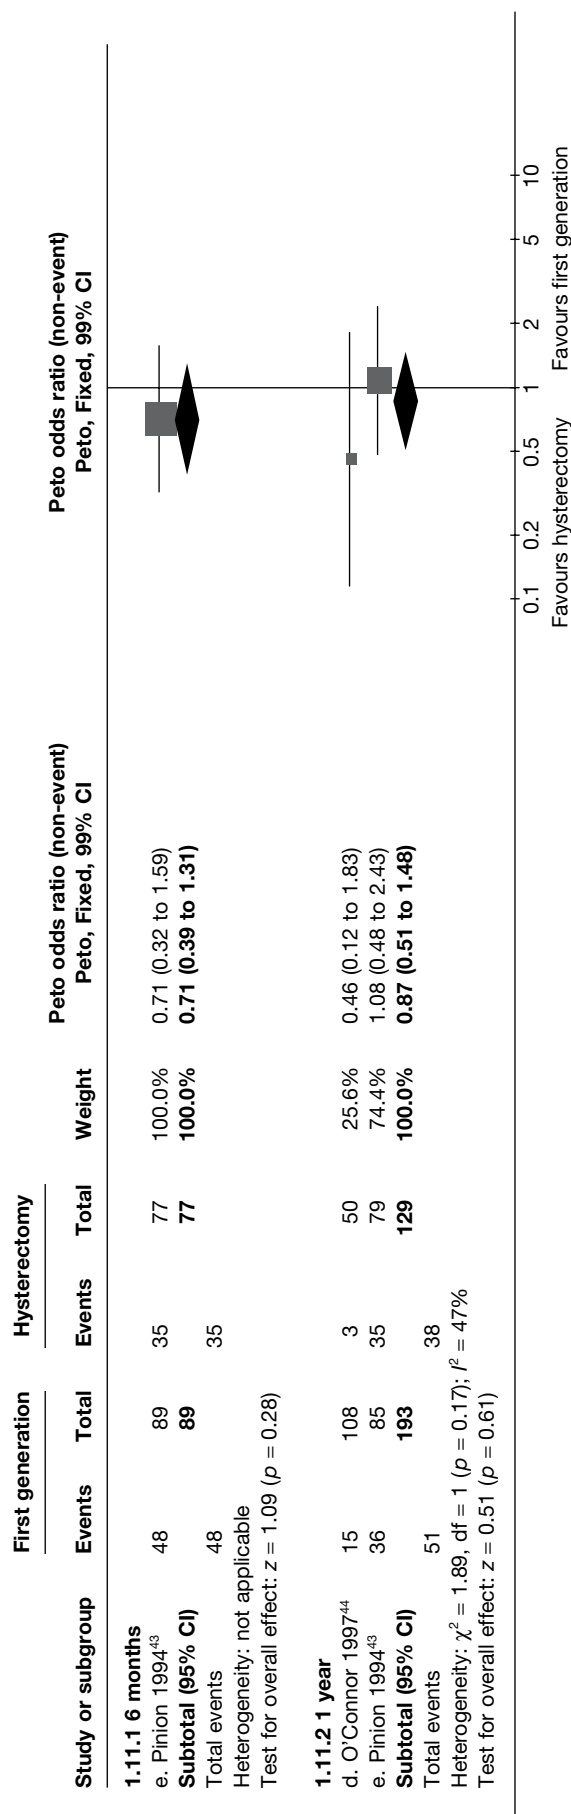 First generation Hysterectomy Peto odds ratio (non-event) Peto odds ratio (non-event)
Study or subgroup Events Total Events Total Weight Peto, Fixed, 99% CI Peto, Fixed, 99% CI
1.11.1 6 months
e. Pinion 1994⁴³ 48 89 35 77 100.0% 0.71 (0.32 to 1.59)
Subtotal (95% CI) 89 77 100.0% 0.71 (0.39 to 1.31)
Total events 48 35
Heterogeneity: not applicable
Test for overall effect: z = 1.09 (p = 0.28)
1.11.2 1 year
d. O'Connor 1997⁴⁴ 15 108 3 50 25.6% 0.46 (0.12 to 1.83)
e. Pinion 1994⁴³ 36 85 35 79 74.4% 1.08 (0.48 to 2.43)
Subtotal (95% CI) 193 129 100.0% 0.87 (0.51 to 1.48)
Total events 51 38
Heterogeneity: χ² = 1.89, df = 1 (p = 0.17); I² = 47%
Test for overall effect: z = 0.51 (p = 0.61)
0.1 0.2 0.5 1 2 5 10
Favours hysterectomy Favours first generation